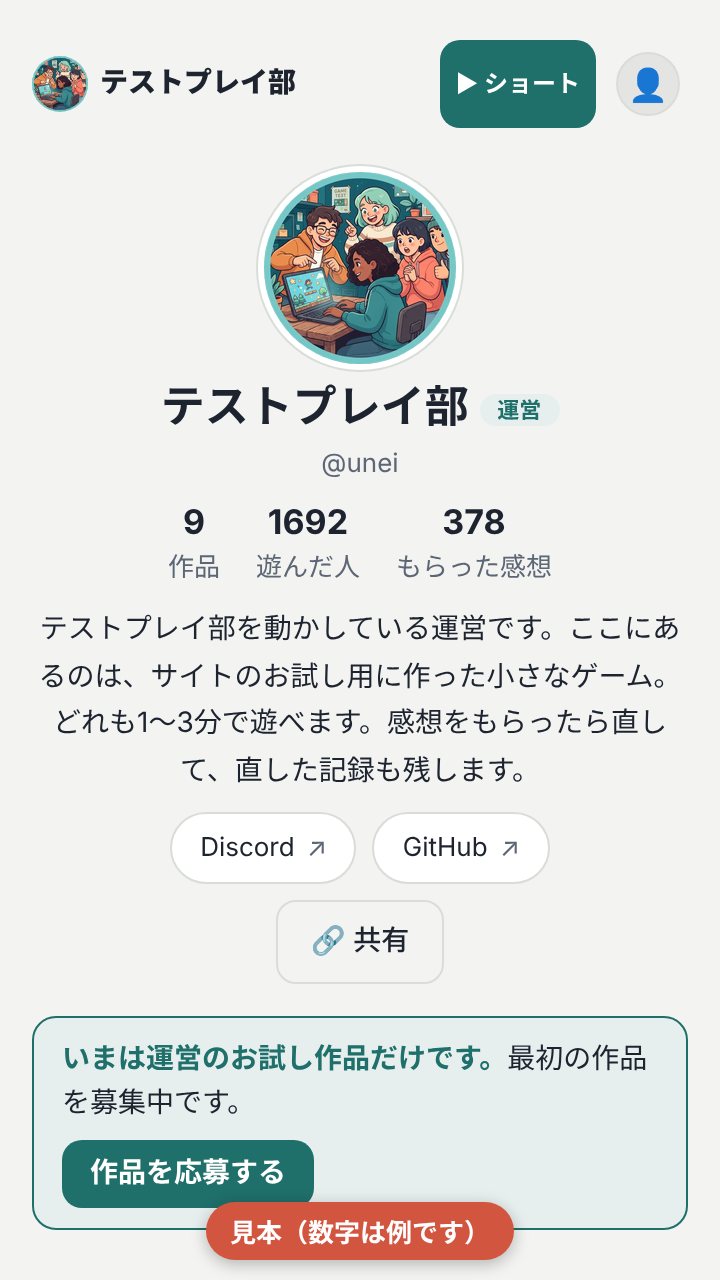 テストプレイ部
▶ ショート
GAME TEST
テストプレイ部 運営
@unei
9 1692 378
作品 遊んだ人 もらった感想
テストプレイ部を動かしている運営です。ここにあ
るのは、サイトのお試し用に作った小さなゲーム。
どれも1〜3分で遊べます。感想をもらったら直し
て、直した記録も残します。
Discord ↗ GitHub ↗
🔗 共有
いまは運営のお試し作品だけです。最初の作品
を募集中です。
作品を応募する
見本（数字は例です）